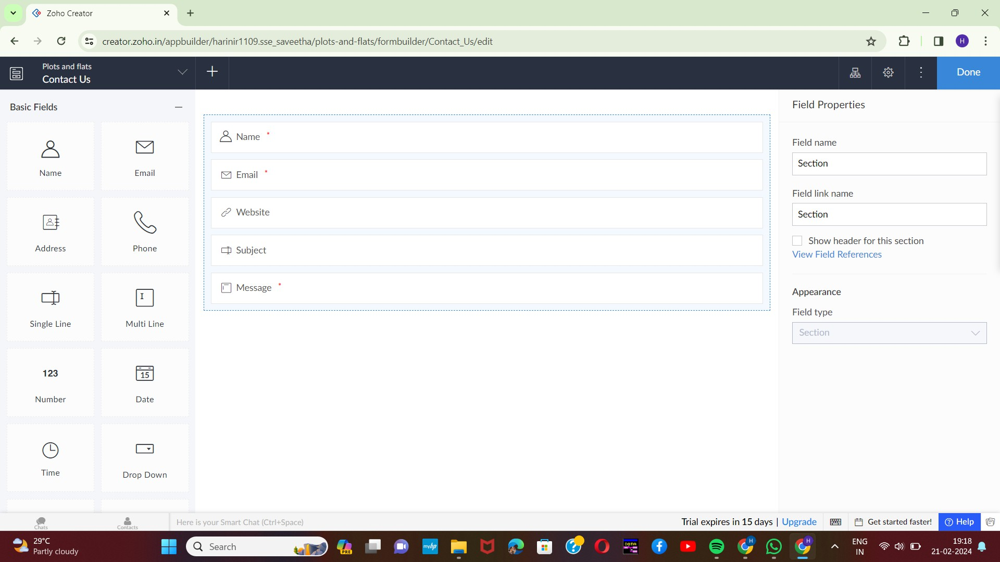 Zoho Creator
creator.zoho.in/appbuilder/harinir1109.sse_saveetha/plots-and-flats/formbuilder/Contact_Us/edit
H
Plots and flats
Contact Us
Done
Basic Fields
Name
Email
Address
Phone
Single Line
Multi Line
123
Number
15
Date
Time
Drop Down
Name *
Email *
Website
Subject
Message *
Field Properties
Field name
Section
Field link name
Section
Show header for this section
View Field References
Appearance
Field type
Section
Chats
Contacts
Here is your Smart Chat (Ctrl+Space)
Trial expires in 15 days | Upgrade
Get started faster!
Help
29°C
Partly cloudy
Search
PRE
myhp
DATA
H
H
ENG
IN
19:18
21-02-2024